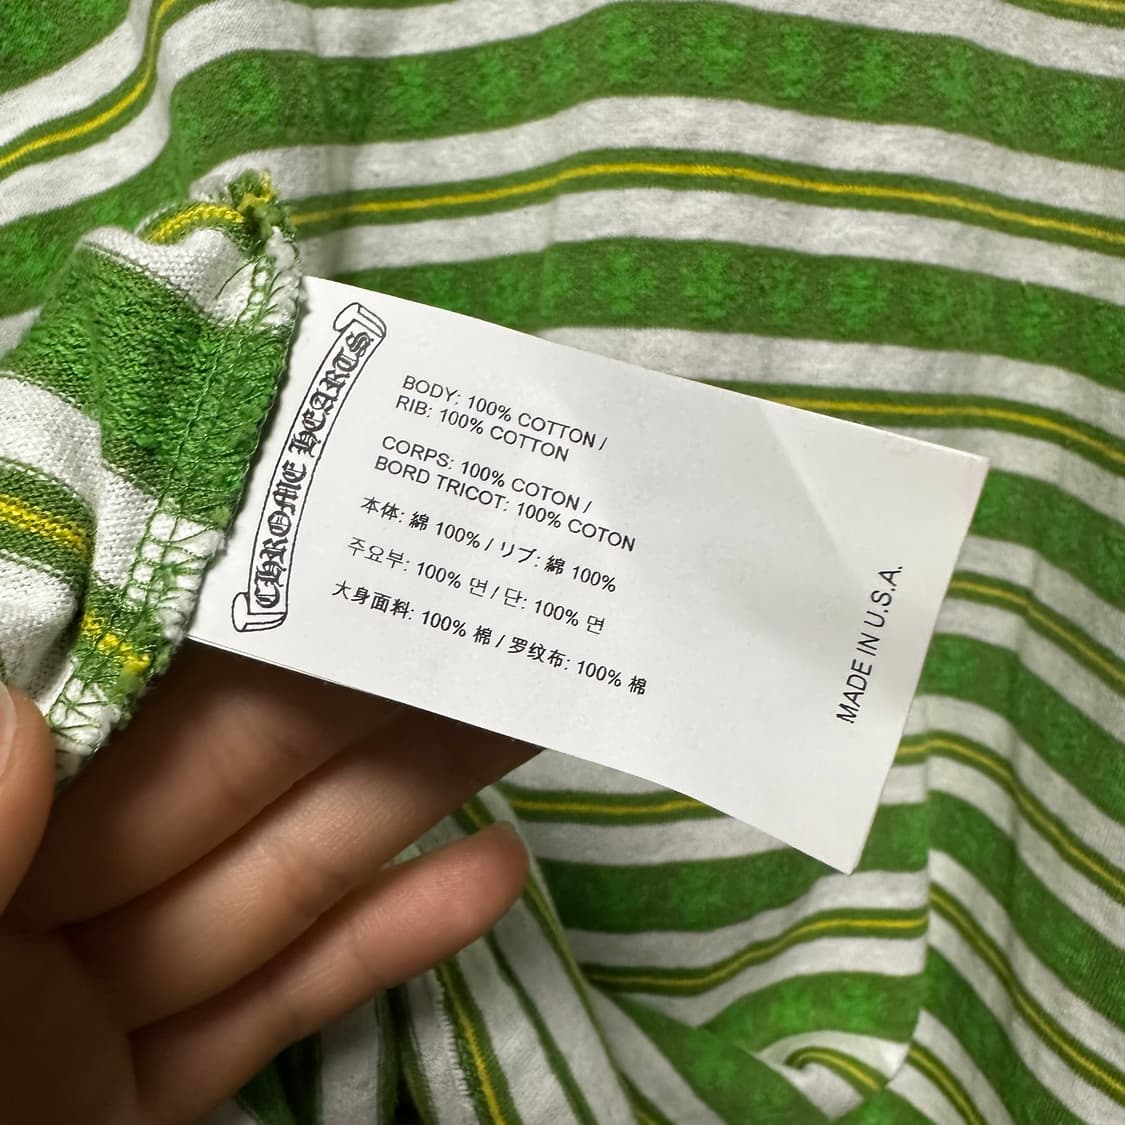 CHROME HEARTS
BODY: 100% COTTON /
RIB: 100% COTTON
CORPS: 100% COTON /
BORD TRICOT: 100% COTON
本体: 綿 100% / リブ: 綿 100%
주요부: 100% 면 / 단: 100% 면
大身面料: 100% 棉 / 罗纹布: 100% 棉
MADE IN U.S.A.